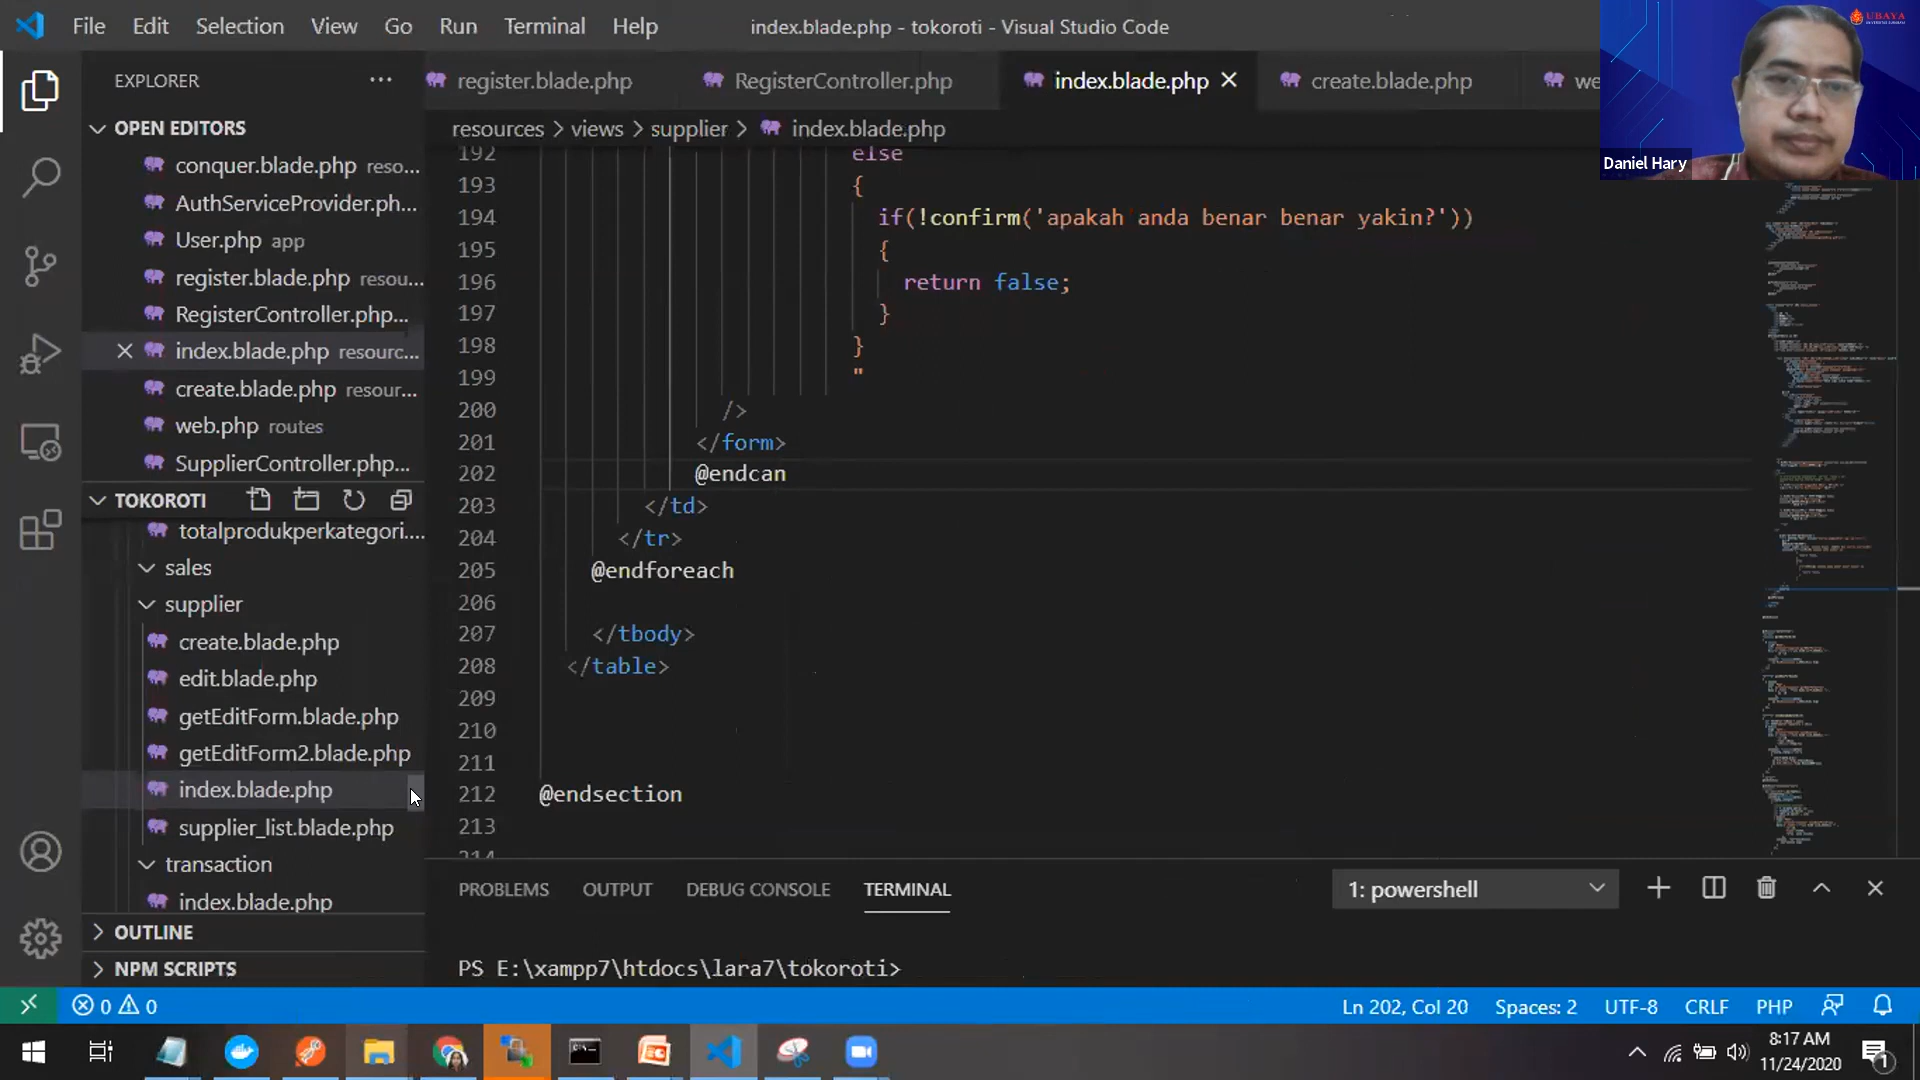 File Edit Selection View Go Run Terminal Help
index.blade.php - tokoroti - Visual Studio Code
UBAYA
Daniel Hary
EXPLORER
OPEN EDITORS
conquer.blade.php reso...
AuthServiceProvider.ph...
User.php app
register.blade.php resou...
RegisterController.php...
index.blade.php resourc...
create.blade.php resour...
web.php routes
SupplierController.php...
TOKOROTI
totalprodukperkategori....
sales
supplier
create.blade.php
edit.blade.php
getEditForm.blade.php
getEditForm2.blade.php
index.blade.php
supplier_list.blade.php
transaction
index.blade.php
OUTLINE
NPM SCRIPTS
register.blade.php RegisterController.php index.blade.php create.blade.php we
resources > views > supplier > index.blade.php
192 else
193 {
194 if(!confirm('apakah anda benar benar yakin?'))
195 {
196 return false;
197 }
198 }
199 "
200 />
201 </form>
202 @endcan
203 </td>
204 </tr>
205 @endforeach
206
207 </tbody>
208 </table>
209
210
211
212 @endsection
213
214
PROBLEMS OUTPUT DEBUG CONSOLE TERMINAL
1: powershell
PS E:\xampp7\htdocs\lara7\tokoroti>
0 0
Ln 202, Col 20 Spaces: 2 UTF-8 CRLF PHP
8:17 AM
11/24/2020
1